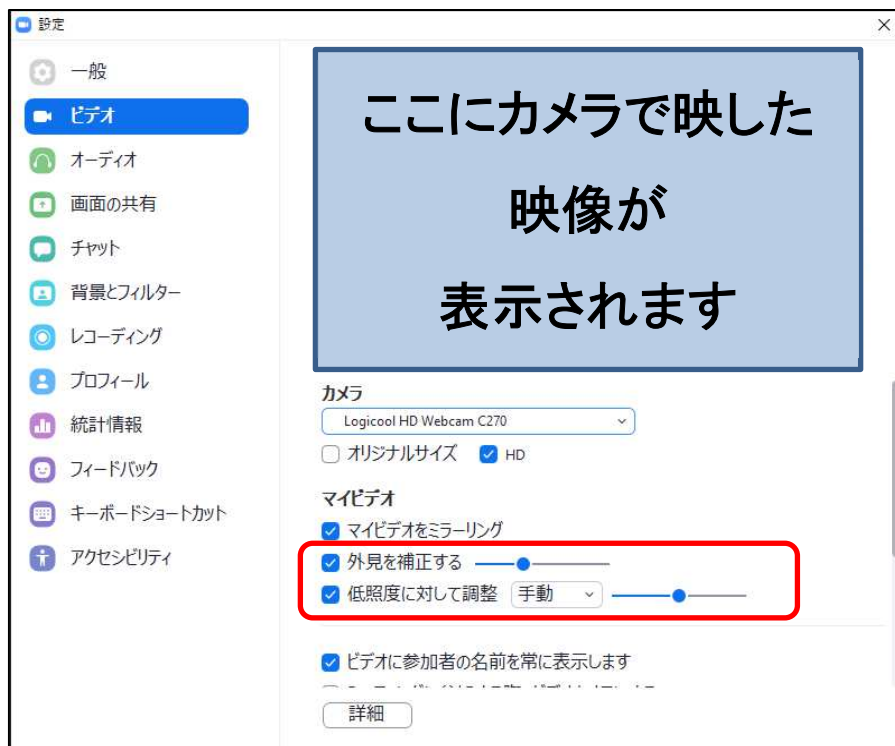 設定
一般
ビデオ
オーディオ
画面の共有
チャット
背景とフィルター
レコーディング
プロフィール
統計情報
フィードバック
キーボードショートカット
アクセシビリティ
ここにカメラで映した
映像が
表示されます
カメラ
Logicool HD Webcam C270
オリジナルサイズ HD
マイビデオ
マイビデオをミラーリング
外見を補正する
低照度に対して調整 手動
ビデオに参加者の名前を常に表示します
詳細